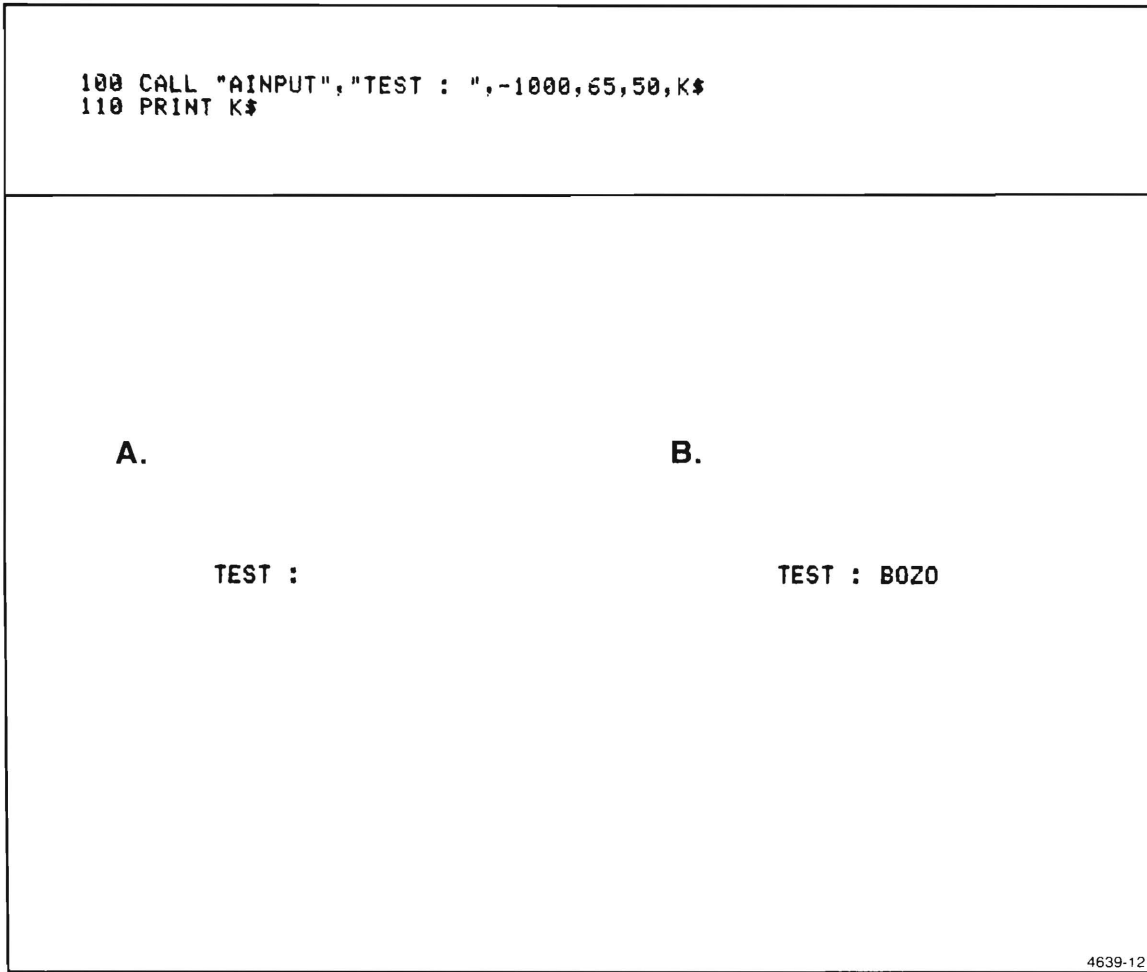 100 CALL "AINPUT","TEST : ",-1000,65,50,K$
110 PRINT K$
A. B.
TEST : TEST : BOZO
4639-12